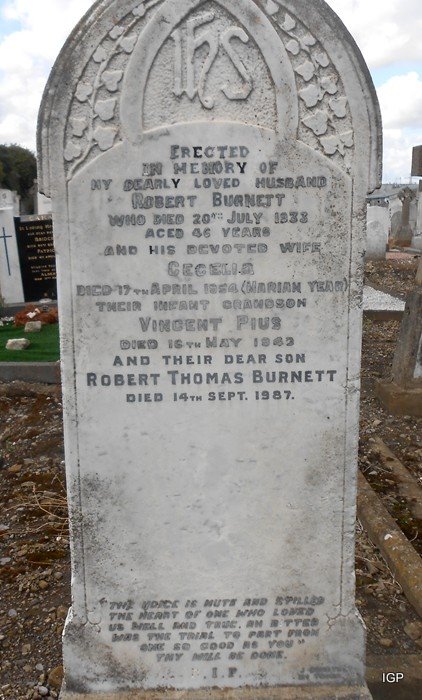 IHS
ERECTED
IN MEMORY OF
MY DEARLY LOVED HUSBAND
ROBERT BURNETT
WHO DIED 20TH JULY 1933
AGED 46 YEARS
AND HIS DEVOTED WIFE
CECELIA
DIED 17TH APRIL 1954 (MARIAN YEAR)
THEIR INFANT GRANDSON
VINCENT PIUS
DIED 16TH MAY 1943
AND THEIR DEAR SON
ROBERT THOMAS BURNETT
DIED 14TH SEPT. 1987.
"THE VOICE IS MUTE AND STILLED
THE HEART OF ONE WHO LOVED
US WELL AND TRUE. AH BITTER
WAS THE TRIAL TO PART FROM
ONE SO GOOD AS YOU"
THY WILL BE DONE.
R.I.P.
IGP